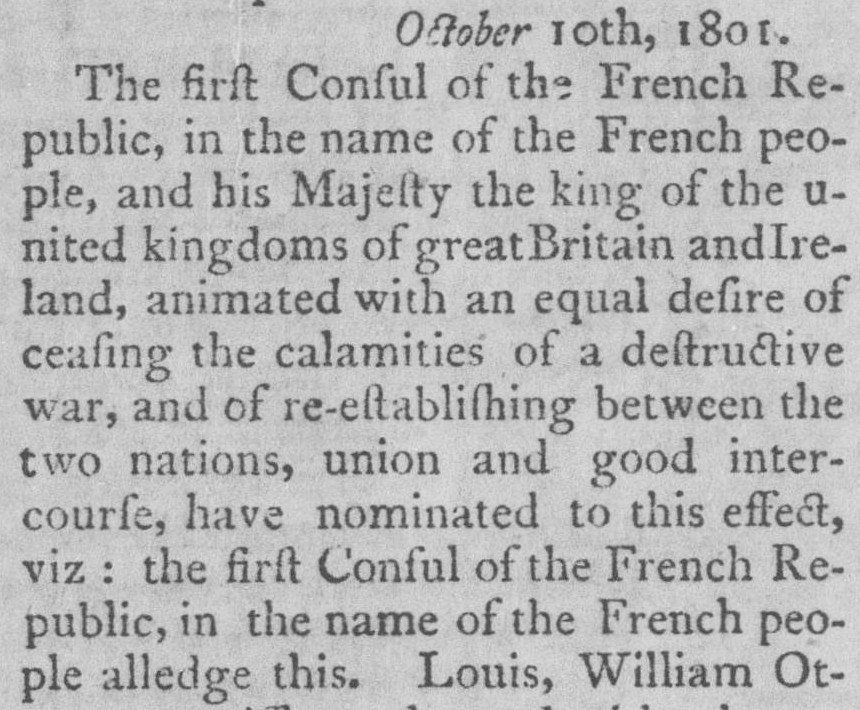 October 10th, 1801.
The firſt Conſul of the French Re-
public, in the name of the French peo-
ple, and his Majeſty the king of the u-
nited kingdoms of great Britain and Ire-
land, animated with an equal deſire of
ceaſing the calamities of a deſtructive
war, and of re-eſtabliſhing between the
two nations, union and good inter-
courſe, have nominated to this effect,
viz : the firſt Conſul of the French Re-
public, in the name of the French peo-
ple alledge this. Louis, William Ot-